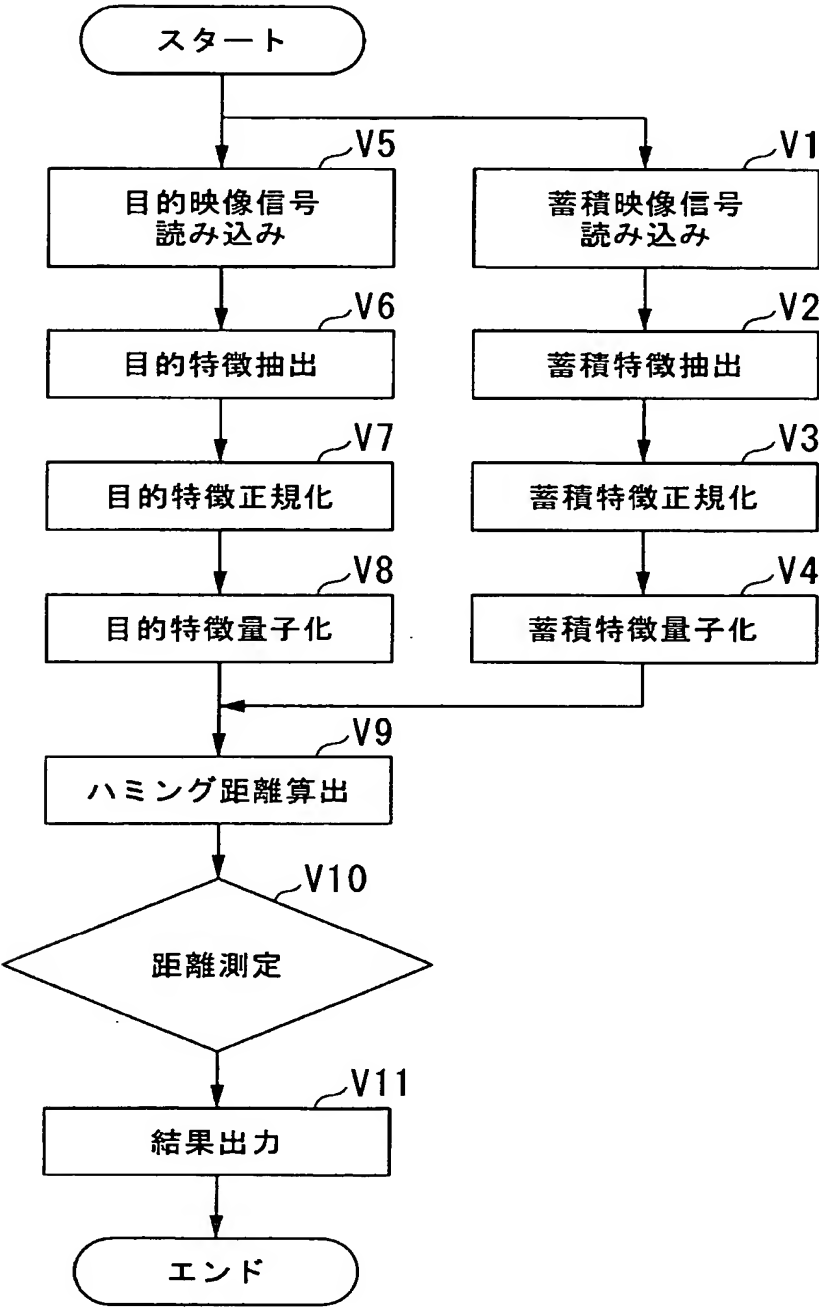 スタート
V5
目的映像信号
読み込み
V1
蓄積映像信号
読み込み
V6
目的特徴抽出
V2
蓄積特徴抽出
V7
目的特徴正規化
V3
蓄積特徴正規化
V8
目的特徴量子化
V4
蓄積特徴量子化
V9
ハミング距離算出
V10
距離測定
V11
結果出力
エンド